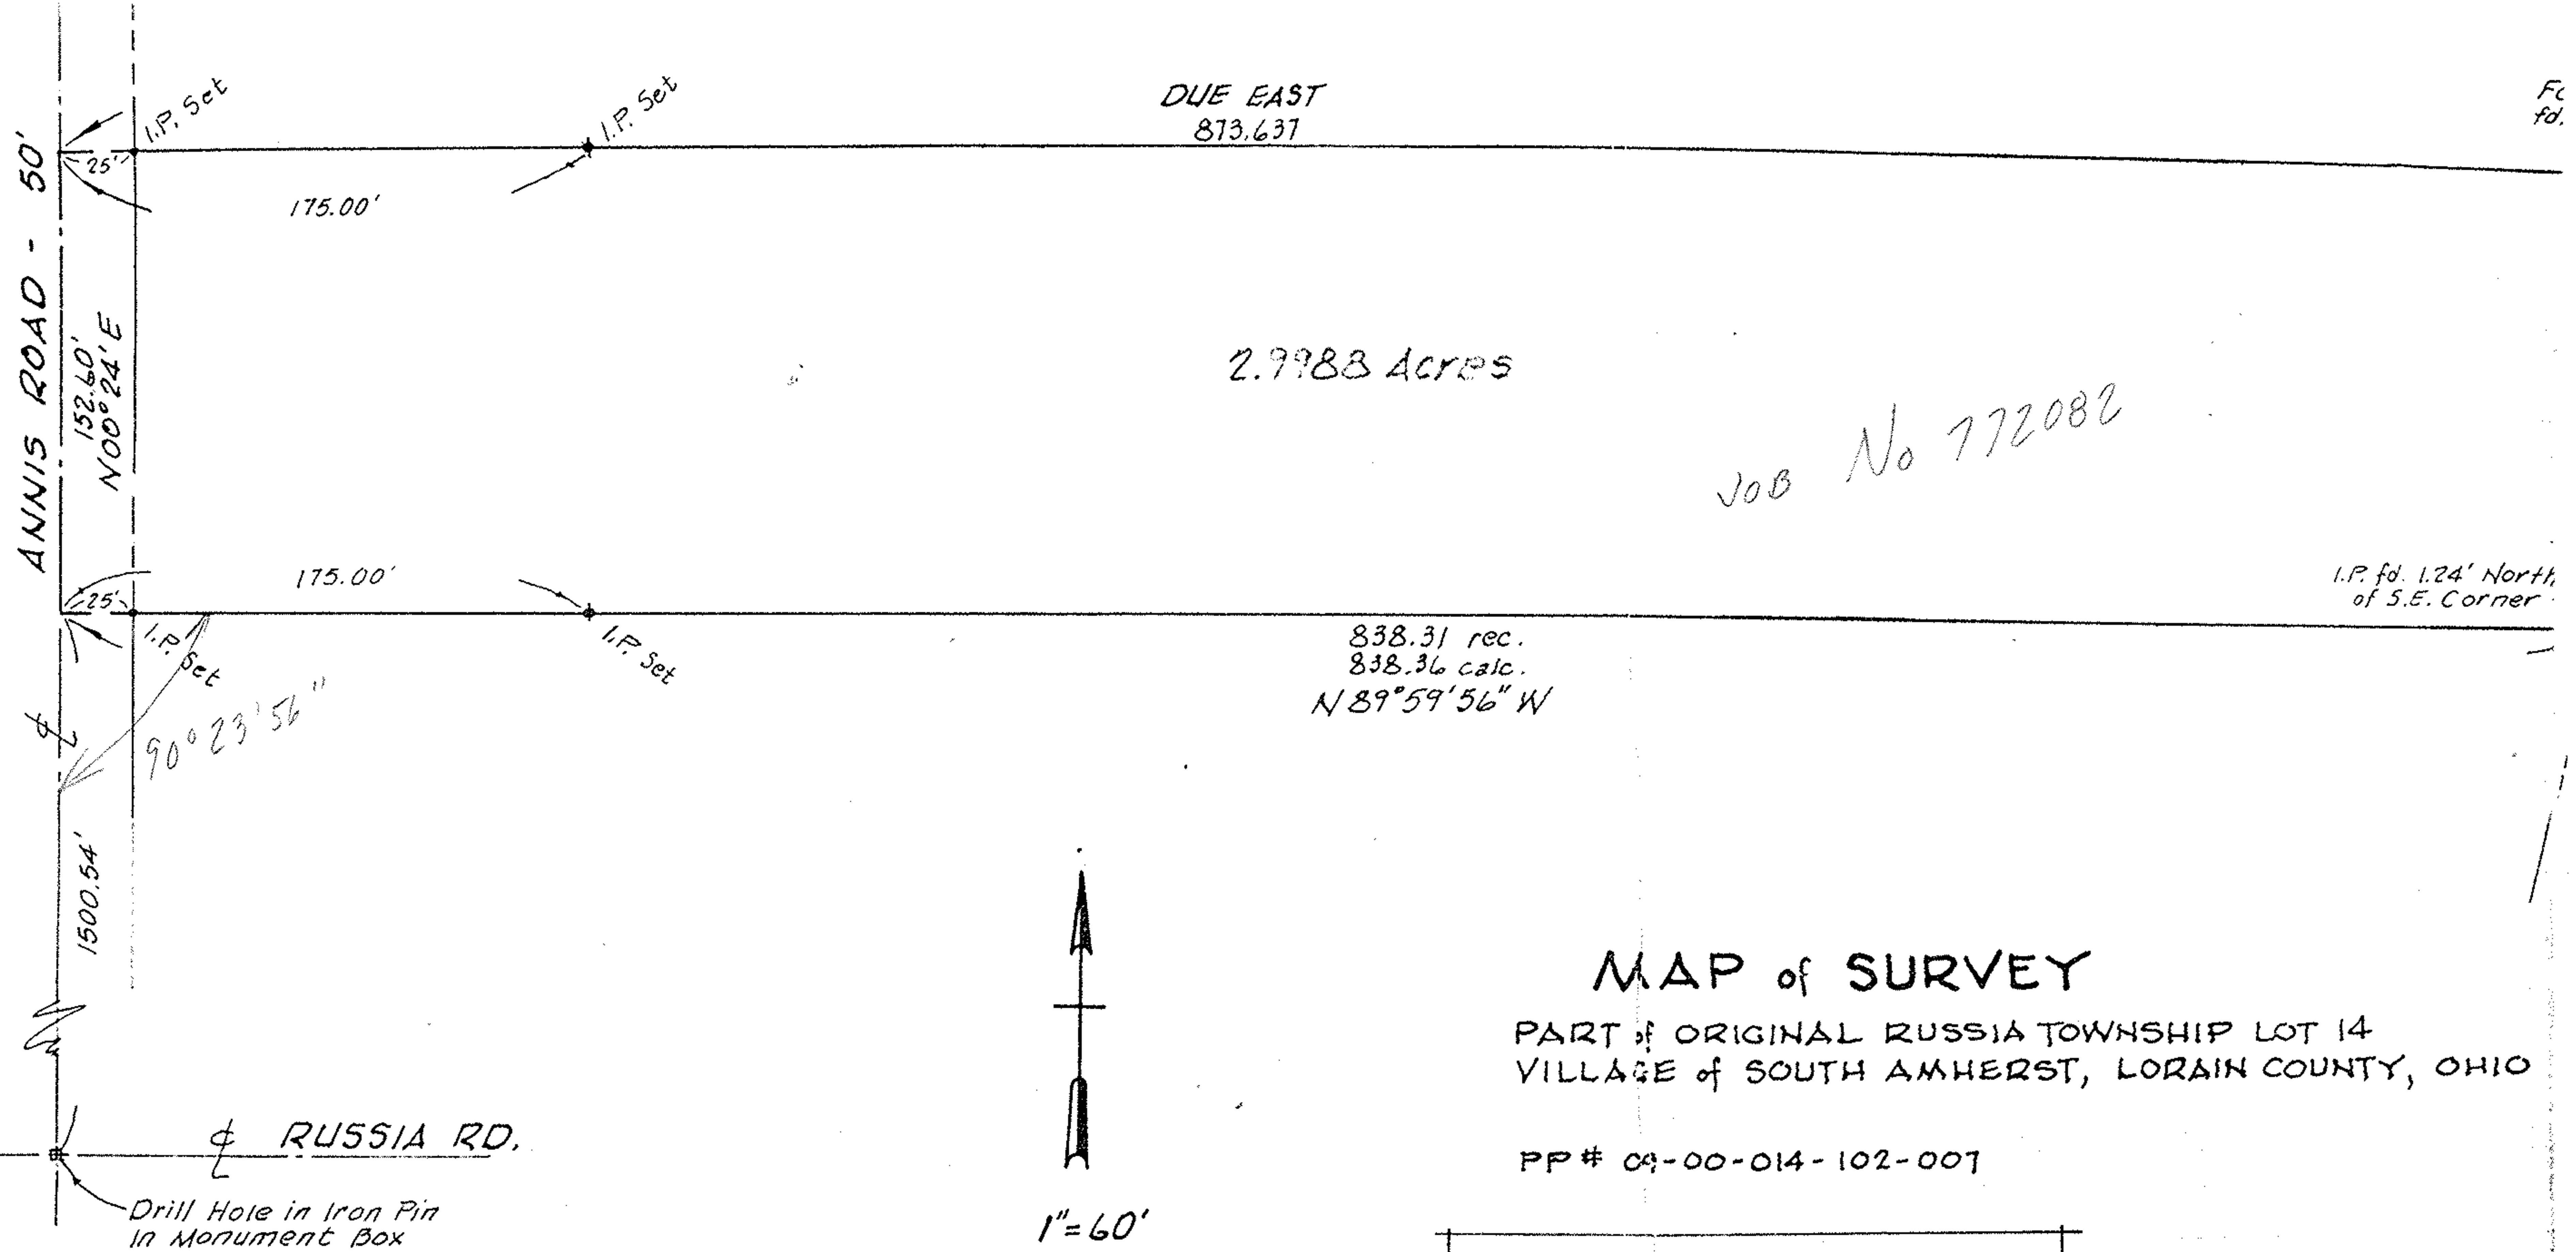 DUE EAST
873.637
I.P. Set
I.P. Set
fd.
25'
175.00'
ANNIS ROAD - 50'
152.60'
N00°24'E
2.9988 Acres
JOB No 772082
175.00'
25'
I.P. Set
I.P. Set
I.P. fd. 1.24' North
of S.E. Corner
838.31 rec.
838.36 calc.
N89°59'56"W
90°23'56"
℄
1500.54'
MAP of SURVEY
PART of ORIGINAL RUSSIA TOWNSHIP LOT 14
VILLAGE of SOUTH AMHERST, LORAIN COUNTY, OHIO
℄ RUSSIA RD.
PP# 09-00-014-102-007
Drill Hole in Iron Pin
in Monument Box
1"=60'